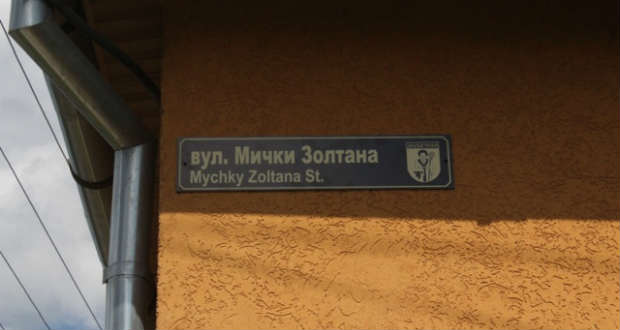 вул. Мички Золтана
Mychky Zoltana St.